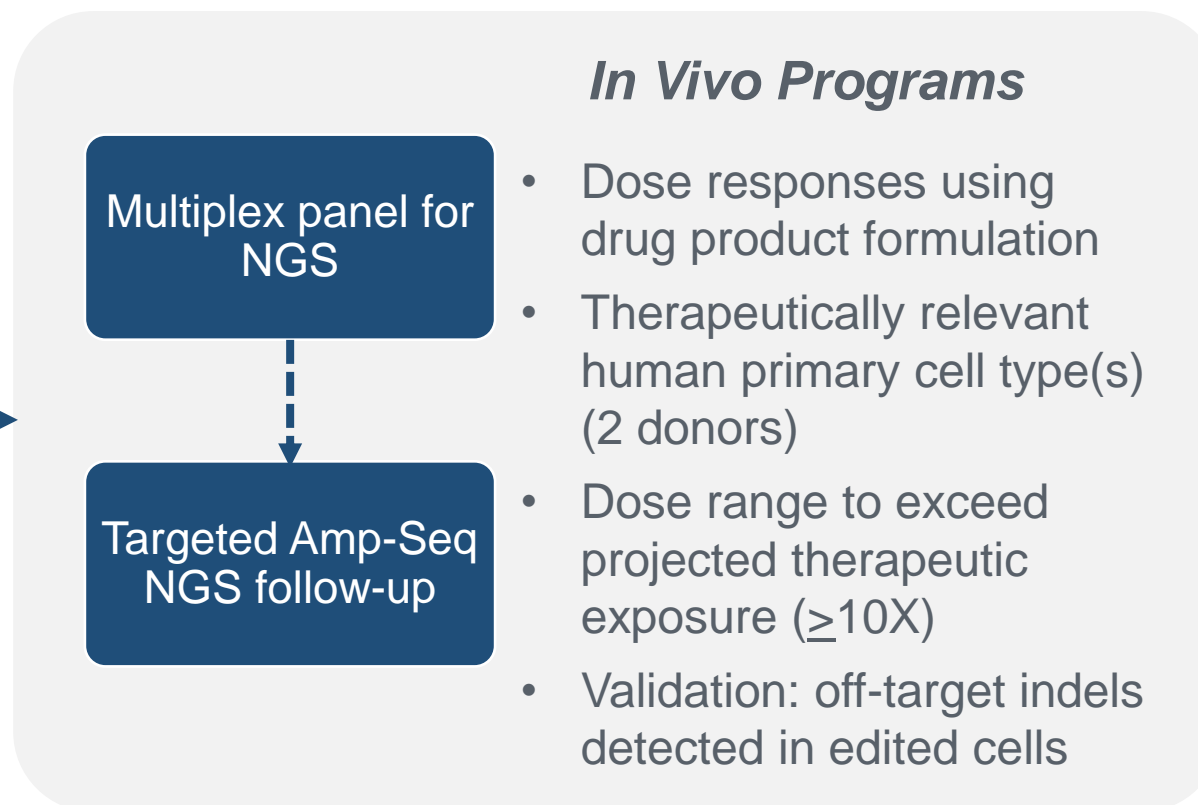 In Vivo Programs
Multiplex panel for
NGS
Targeted Amp-Seq
NGS follow-up
• Dose responses using
drug product formulation
• Therapeutically relevant
human primary cell type(s)
(2 donors)
• Dose range to exceed
projected therapeutic
exposure (≥10X)
• Validation: off-target indels
detected in edited cells